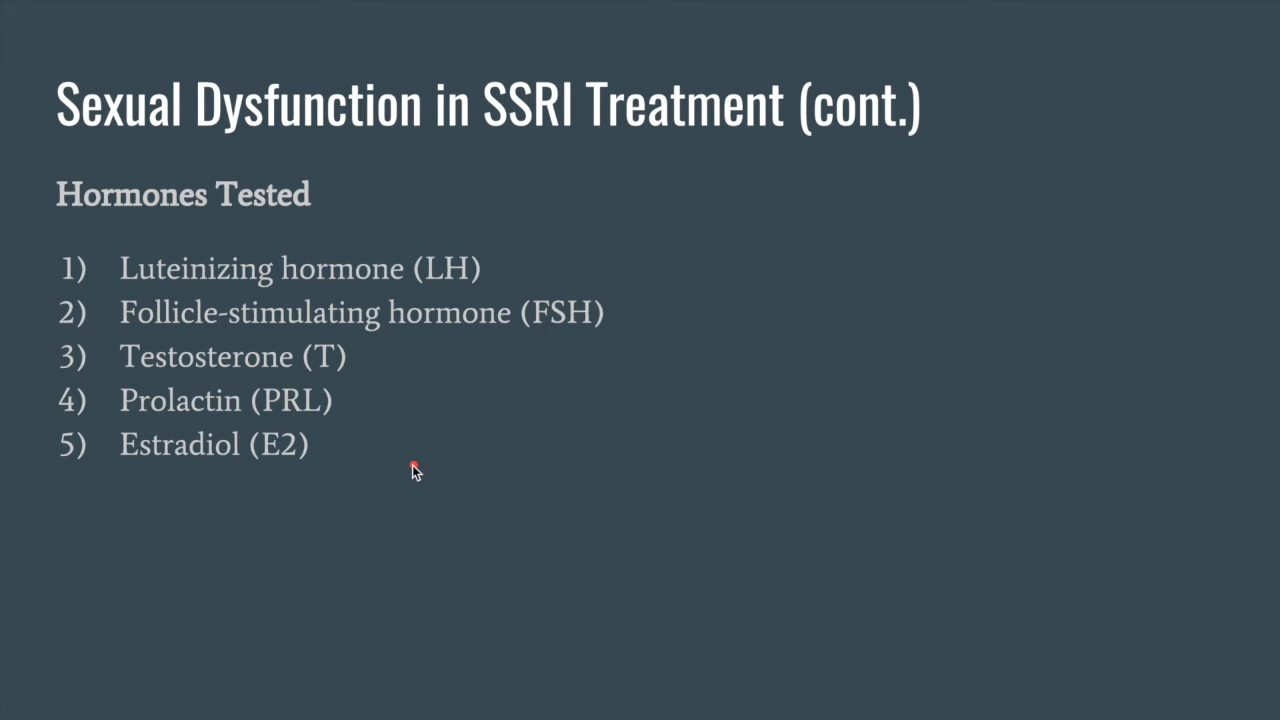 Sexual Dysfunction in SSRI Treatment (cont.)
Hormones Tested
1) Luteinizing hormone (LH)
2) Follicle-stimulating hormone (FSH)
3) Testosterone (T)
4) Prolactin (PRL)
5) Estradiol (E2)